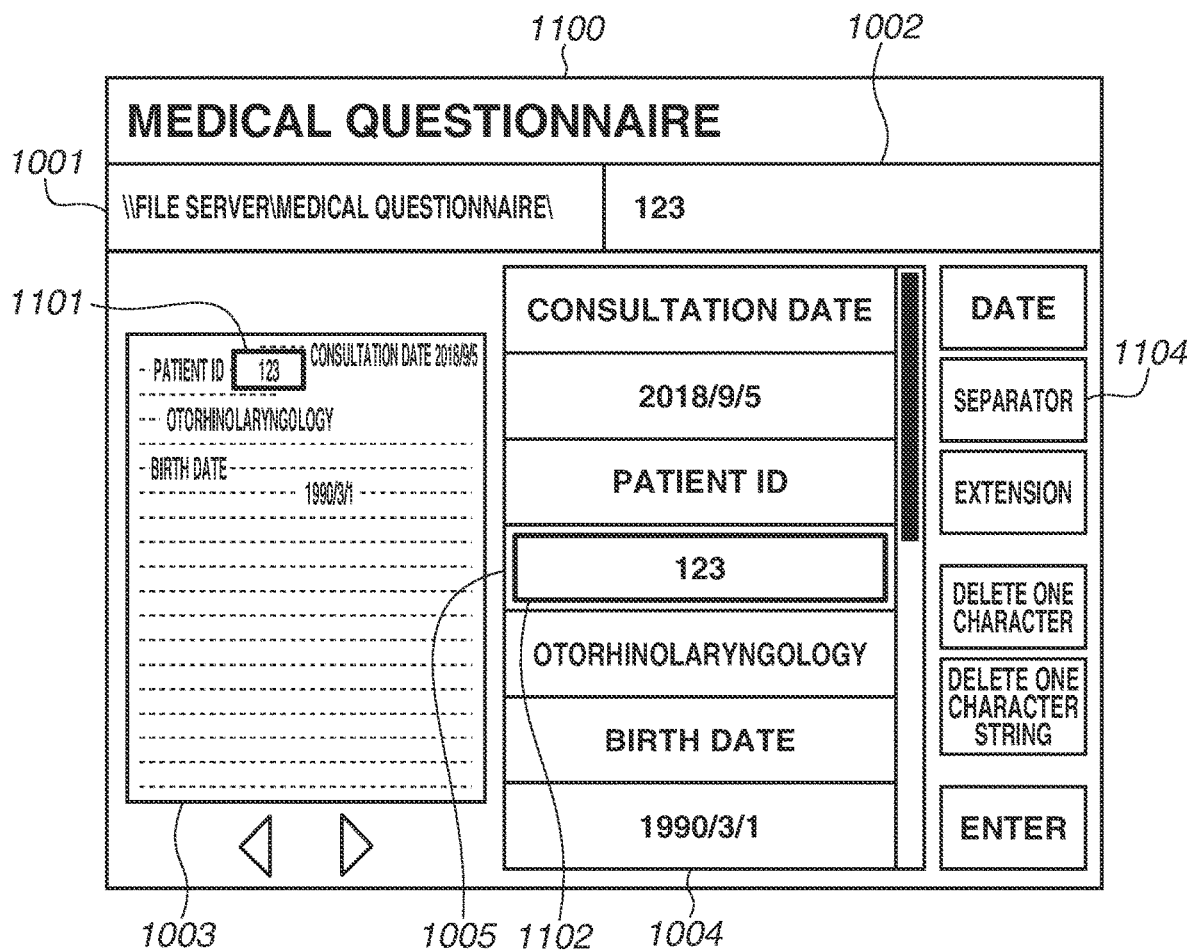 1100
1002
MEDICAL QUESTIONNAIRE
1001
\\FILE SERVER\MEDICAL QUESTIONNAIRE\
123
1101
CONSULTATION DATE 2018/9/5
PATIENT ID
123
OTORHINOLARYNGOLOGY
BIRTH DATE
1990/3/1
CONSULTATION DATE
2018/9/5
PATIENT ID
123
OTORHINOLARYNGOLOGY
BIRTH DATE
1990/3/1
DATE
SEPARATOR
1104
EXTENSION
DELETE ONE
CHARACTER
DELETE ONE
CHARACTER
STRING
ENTER
1003
1005
1102
1004